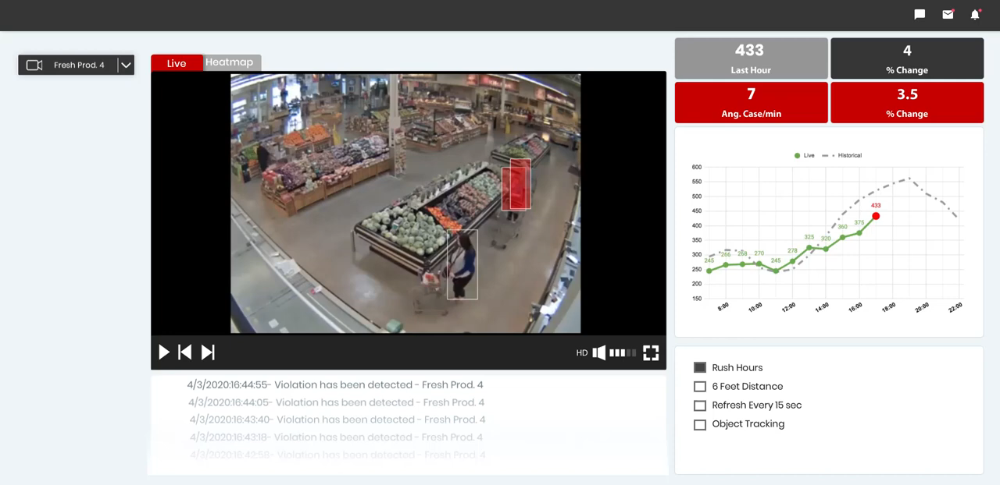 Fresh Prod. 4
Live
Heatmap
HD
4/3/2020:16:44:55- Violation has been detected - Fresh Prod. 4
4/3/2020:16:44:05- Violation has been detected - Fresh Prod. 4
4/3/2020:16:43:40- Violation has been detected - Fresh Prod. 4
4/3/2020:16:43:18- Violation has been detected - Fresh Prod. 4
4/3/2020:16:42:58- Violation has been detected - Fresh Prod. 4
433
Last Hour
4
% Change
7
Ang. Case/min
3.5
% Change
Live
Historical
600
550
500
450
400
350
300
250
200
150
245
266
268
270
245
278
325
320
360
375
433
8:00
10:00
12:00
14:00
16:00
18:00
20:00
22:00
Rush Hours
6 Feet Distance
Refresh Every 15 sec
Object Tracking